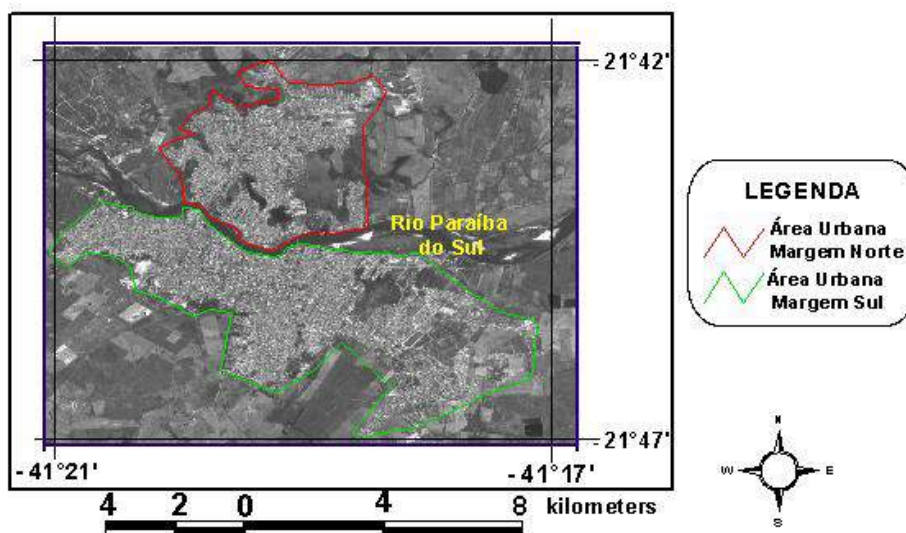 - 21°42'
Rio Paraíba
do Sul
- 21°47'
- 41°21'
- 41°17'
4 2 0 4 8 kilometers
LEGENDA
Área Urbana
Margem Norte
Área Urbana
Margem Sul
N
W E
S